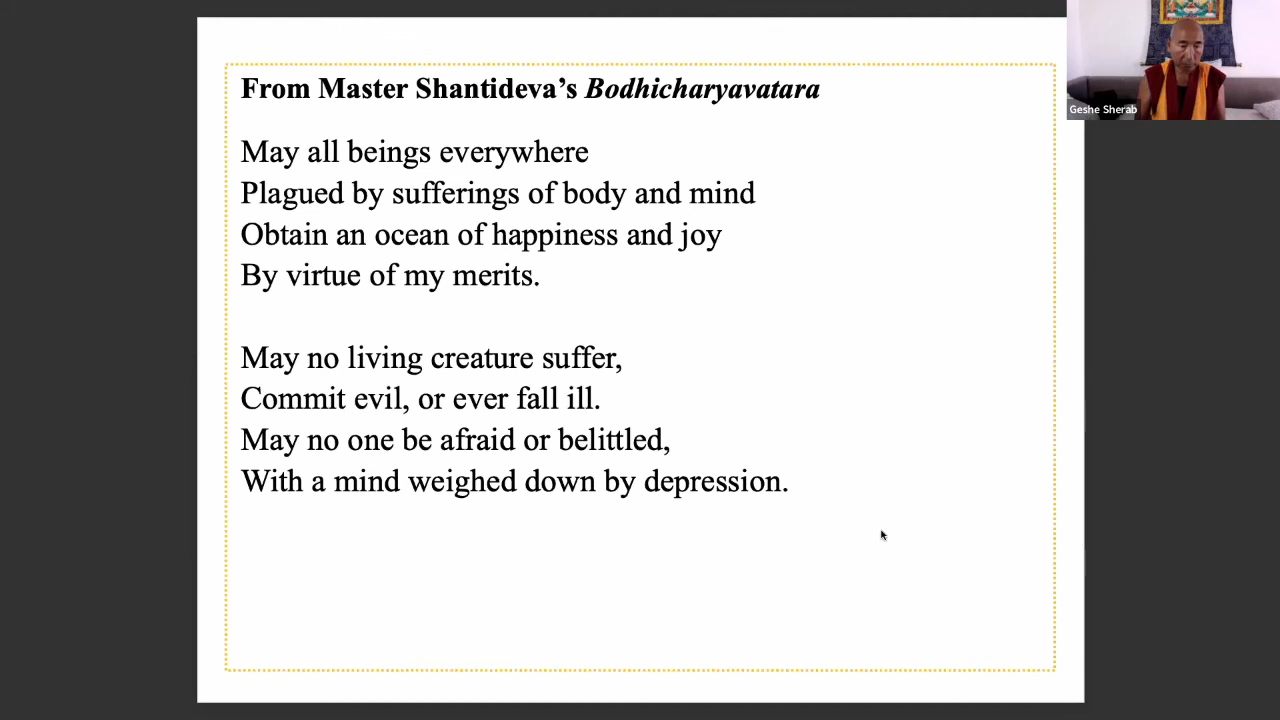 From Master Shantideva’s Bodhicharyavatara
May all beings everywhere
Plagued by sufferings of body and mind
Obtain an ocean of happiness and joy
By virtue of my merits.
May no living creature suffer,
Commit evil, or ever fall ill.
May no one be afraid or belittled,
With a mind weighed down by depression.
Geshe Sherab